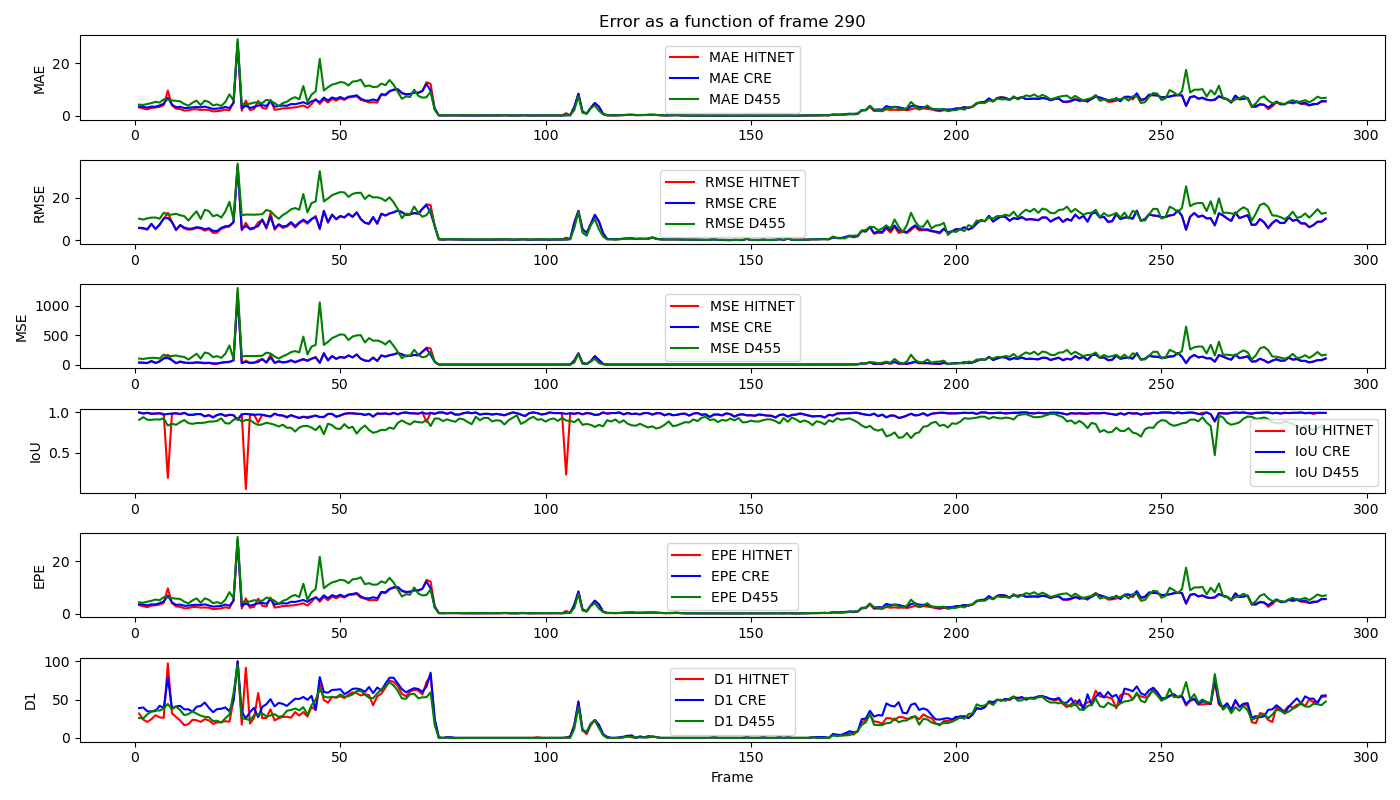 Error as a function of frame 290
MAE
20
0
MAE HITNET
MAE CRE
MAE D455
0 50 100 150 200 250 300
RMSE
20
0
RMSE HITNET
RMSE CRE
RMSE D455
0 50 100 150 200 250 300
MSE
1000
500
0
MSE HITNET
MSE CRE
MSE D455
0 50 100 150 200 250 300
IoU
1.0
0.5
IoU HITNET
IoU CRE
IoU D455
0 50 100 150 200 250 300
EPE
20
0
EPE HITNET
EPE CRE
EPE D455
0 50 100 150 200 250 300
D1
100
50
0
D1 HITNET
D1 CRE
D1 D455
0 50 100 150 200 250 300
Frame